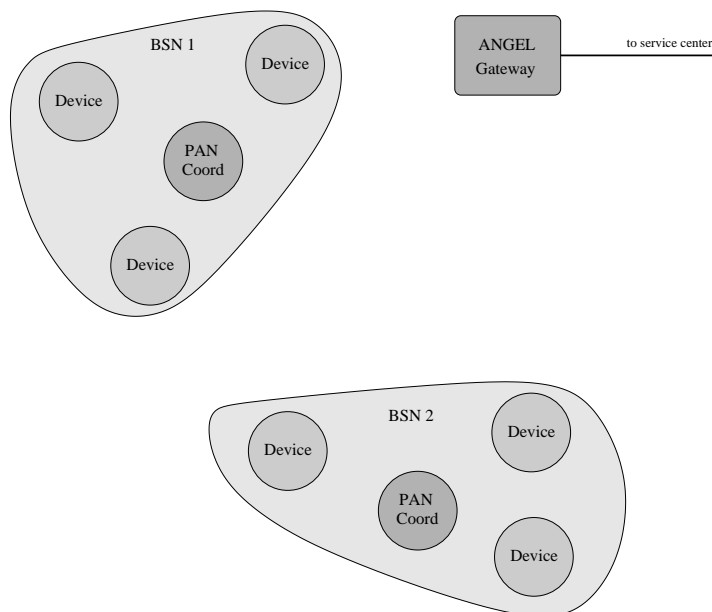 BSN 1
Device
Device
PAN
Coord
Device
ANGEL
Gateway
to service center
BSN 2
Device
Device
PAN
Coord
Device